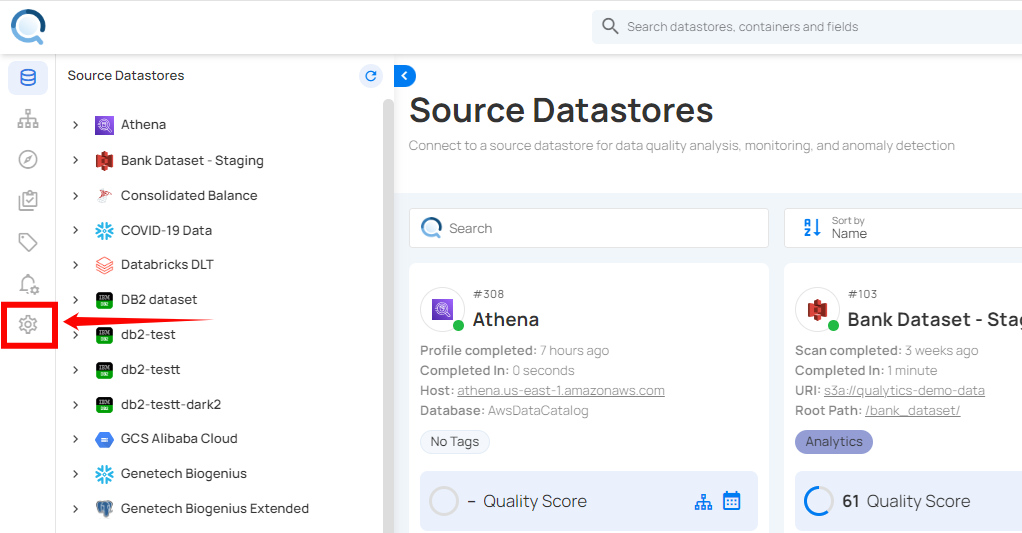 Search datastores, containers and fields
Source Datastores
Athena
Bank Dataset - Staging
Consolidated Balance
COVID-19 Data
Databricks DLT
DB2 dataset
db2-test
db2-testt
db2-testt-dark2
GCS Alibaba Cloud
Genetech Biogenius
Genetech Biogenius Extended
Source Datastores
Connect to a source datastore for data quality analysis, monitoring, and anomaly detection
Search
Sort by
Name
#308
Athena
Profile completed: 7 hours ago
Completed In: 0 seconds
Host: athena.us-east-1.amazonaws.com
Database: AwsDataCatalog
No Tags
– Quality Score
#103
Bank Dataset - Stag
Scan completed: 3 weeks ago
Completed In: 1 minute
URI: s3a://qualytics-demo-data
Root Path: /bank_dataset/
Analytics
61 Quality Score